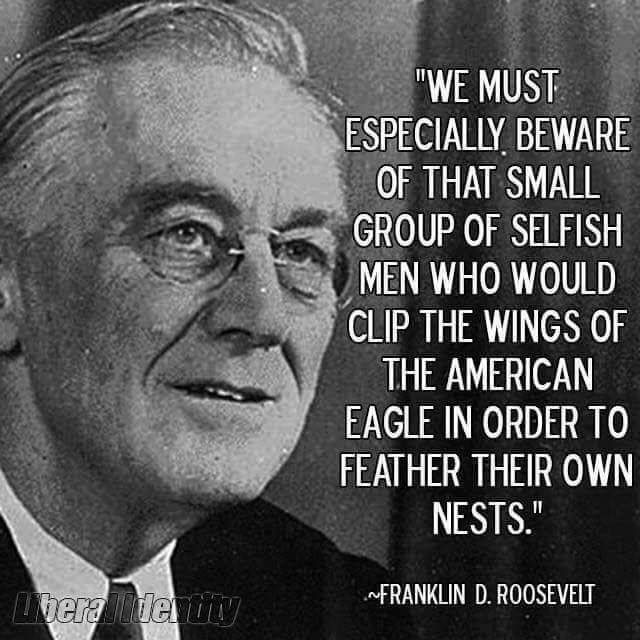 "WE MUST
ESPECIALLY BEWARE
OF THAT SMALL
GROUP OF SELFISH
MEN WHO WOULD
CLIP THE WINGS OF
THE AMERICAN
EAGLE IN ORDER TO
FEATHER THEIR OWN
NESTS."
~FRANKLIN D. ROOSEVELT
Liberal Identity